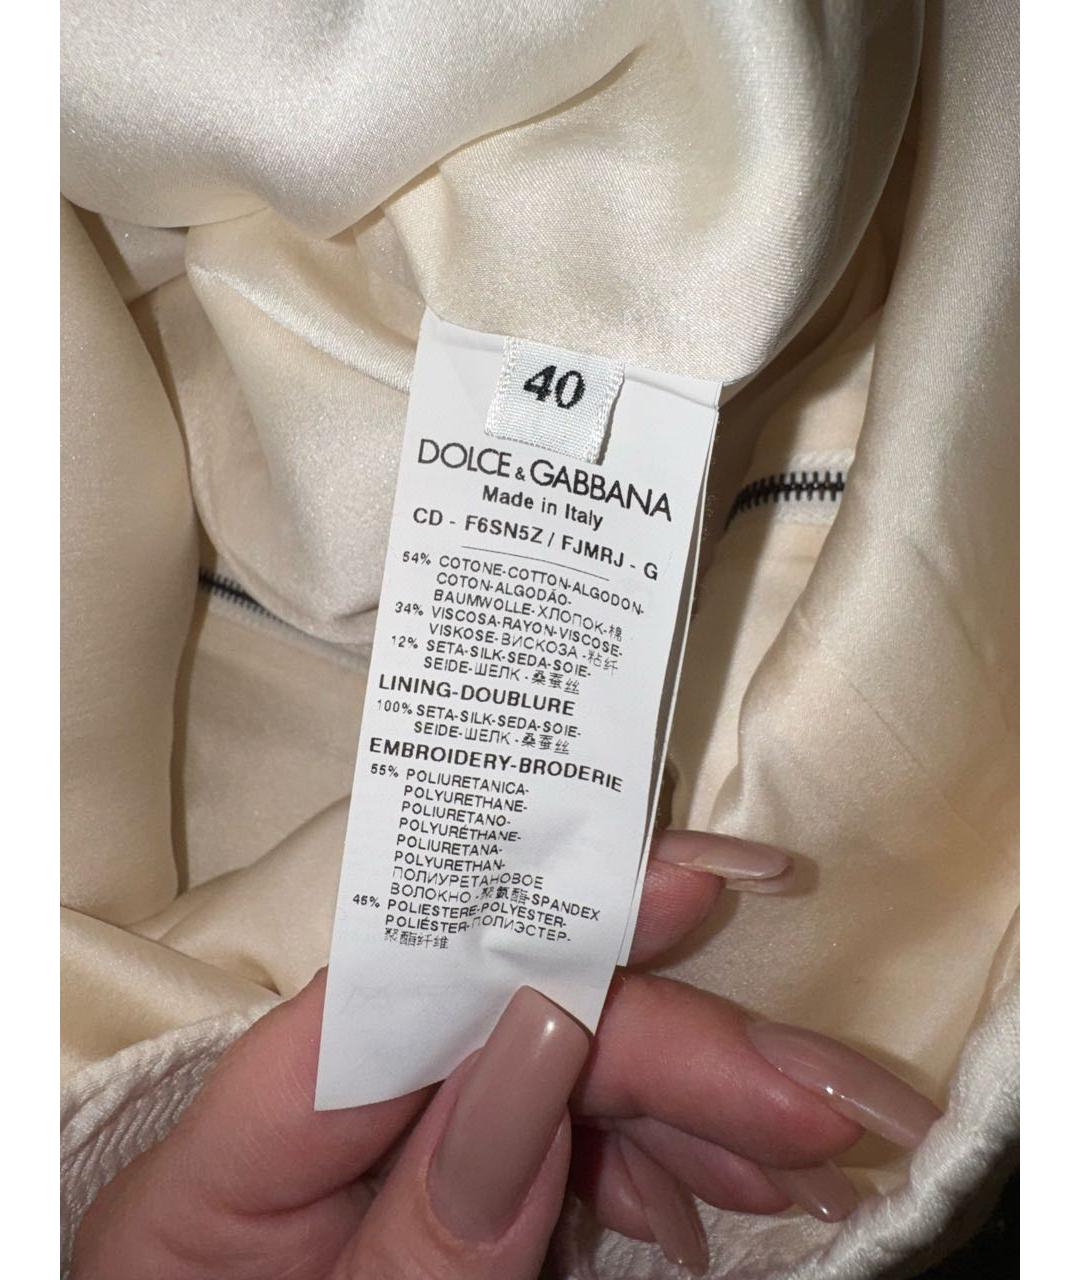 40
DOLCE & GABBANA
Made in Italy
CD - F6SN5Z / FJMRJ - G
54% COTONE-COTTON-ALGODON-
COTON-ALGODÃO-
BAUMWOLLE-ХЛОПОК-棉
34% VISCOSA-RAYON-VISCOSE-
VISKOSE-ВИСКОЗА -粘纤
12% SETA-SILK-SEDA-SOIE-
SEIDE-ШЕЛК -桑蚕丝
LINING-DOUBLURE
100% SETA-SILK-SEDA-SOIE-
SEIDE-ШЕЛК -桑蚕丝
EMBROIDERY-BRODERIE
55% POLIURETANICA-
POLYURETHANE-
POLIURETANO-
POLYURÉTHANE-
POLIURETANA-
POLYURETHAN-
ПОЛИУРЕТАНОВОЕ
ВОЛОКНО -聚氨酯-SPANDEX
45% POLIESTERE-POLYESTER-
POLIÉSTER-ПОЛИЭСТЕР-
聚酯纤维